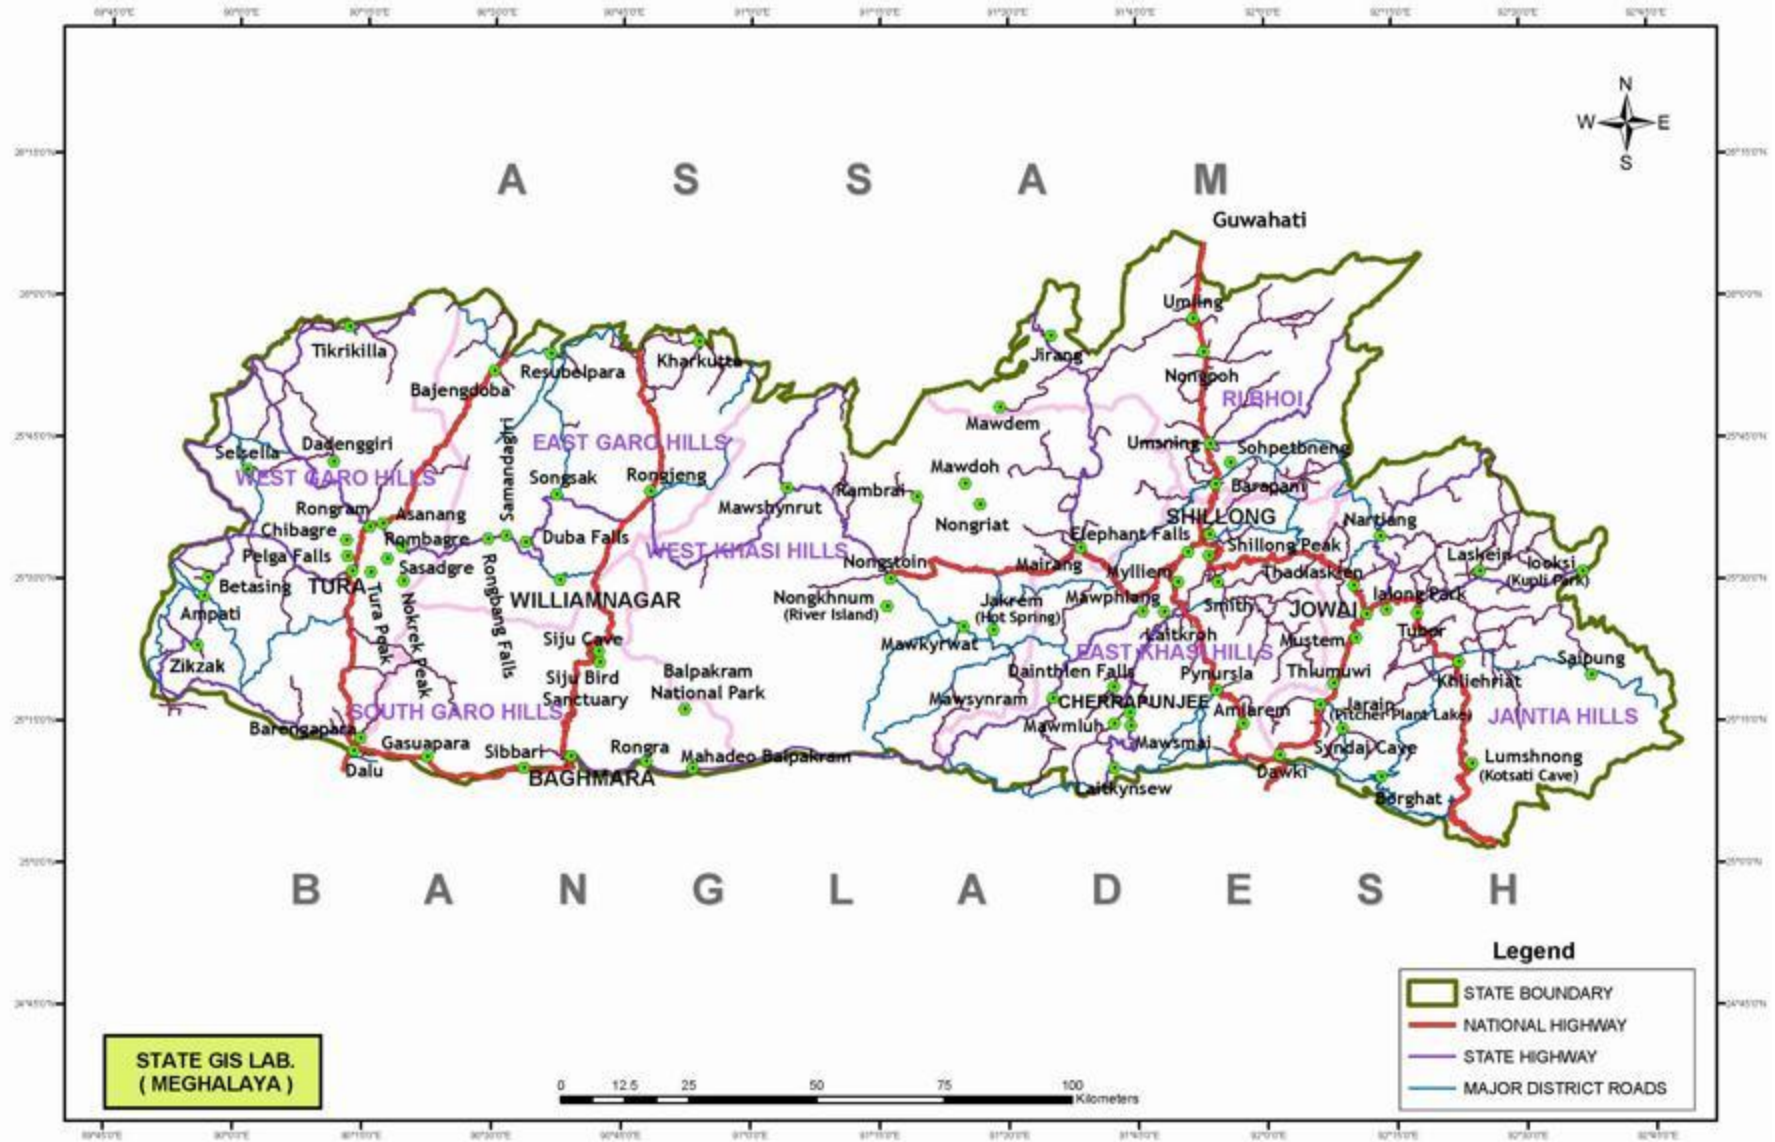 N
W E
S
A S S A M
Guwahati
Umling
Tikrikilla
Kharkutta
Jirang
Resubelpara
Bajengdoba
Nongpoh
RI BHOI
Mawdem
Dadenggiri
EAST GARO HILLS
Umsning
Sohpetbneng
Selsella
WEST GARO HILLS
Samandagiri
Songsak
Rongjeng
Mawdoh
Rambrai
Barapani
Rongram
Asanang
Mawshynrut
Nongriat
SHILLONG
Nartiang
Chibagre
Rombagre
Duba Falls
Elephant Falls
Shillong Peak
Pelga Falls
WEST KHASI HILLS
Nongstoin
Mairang
Laskein
Sasadgre
Mylliem
Thadlaskien
(Kupli Park)
Betasing
TURA
Rongbang Falls
WILLIAMNAGAR
Nongkhnum
(River Island)
Jakrem
(Hot Spring)
Mawphlang
Smith
JOWAI
Ialong Park
Ampati
Tura Peak
Nokrek Peak
Siju Cave
Mawkyrwat
Laitkroh
Mustem
Tuber
Zikzak
EAST KHASI HILLS
Siju Bird
Sanctuary
Balpakram
National Park
Dainthlen Falls
Pynursla
Thlumuwi
Saipung
Khliehriat
SOUTH GARO HILLS
Mawsynram
CHERRAPUNJEE
Amlarem
Jarain
(Pitcher Plant Lake)
JAINTIA HILLS
Barengapara
Mawmluh
Gasuapara
Sibbari
Rongra
Mahadeo
Balpakram
Mawsmai
Syndai Cave
Lumshnong
(Kotsati Cave)
Dalu
BAGHMARA
Dawki
Laitkynsew
Borghat
B A N G L A D E S H
Legend
STATE BOUNDARY
NATIONAL HIGHWAY
STATE HIGHWAY
MAJOR DISTRICT ROADS
STATE GIS LAB.
( MEGHALAYA )
0 12.5 25 50 75 100
Kilometers